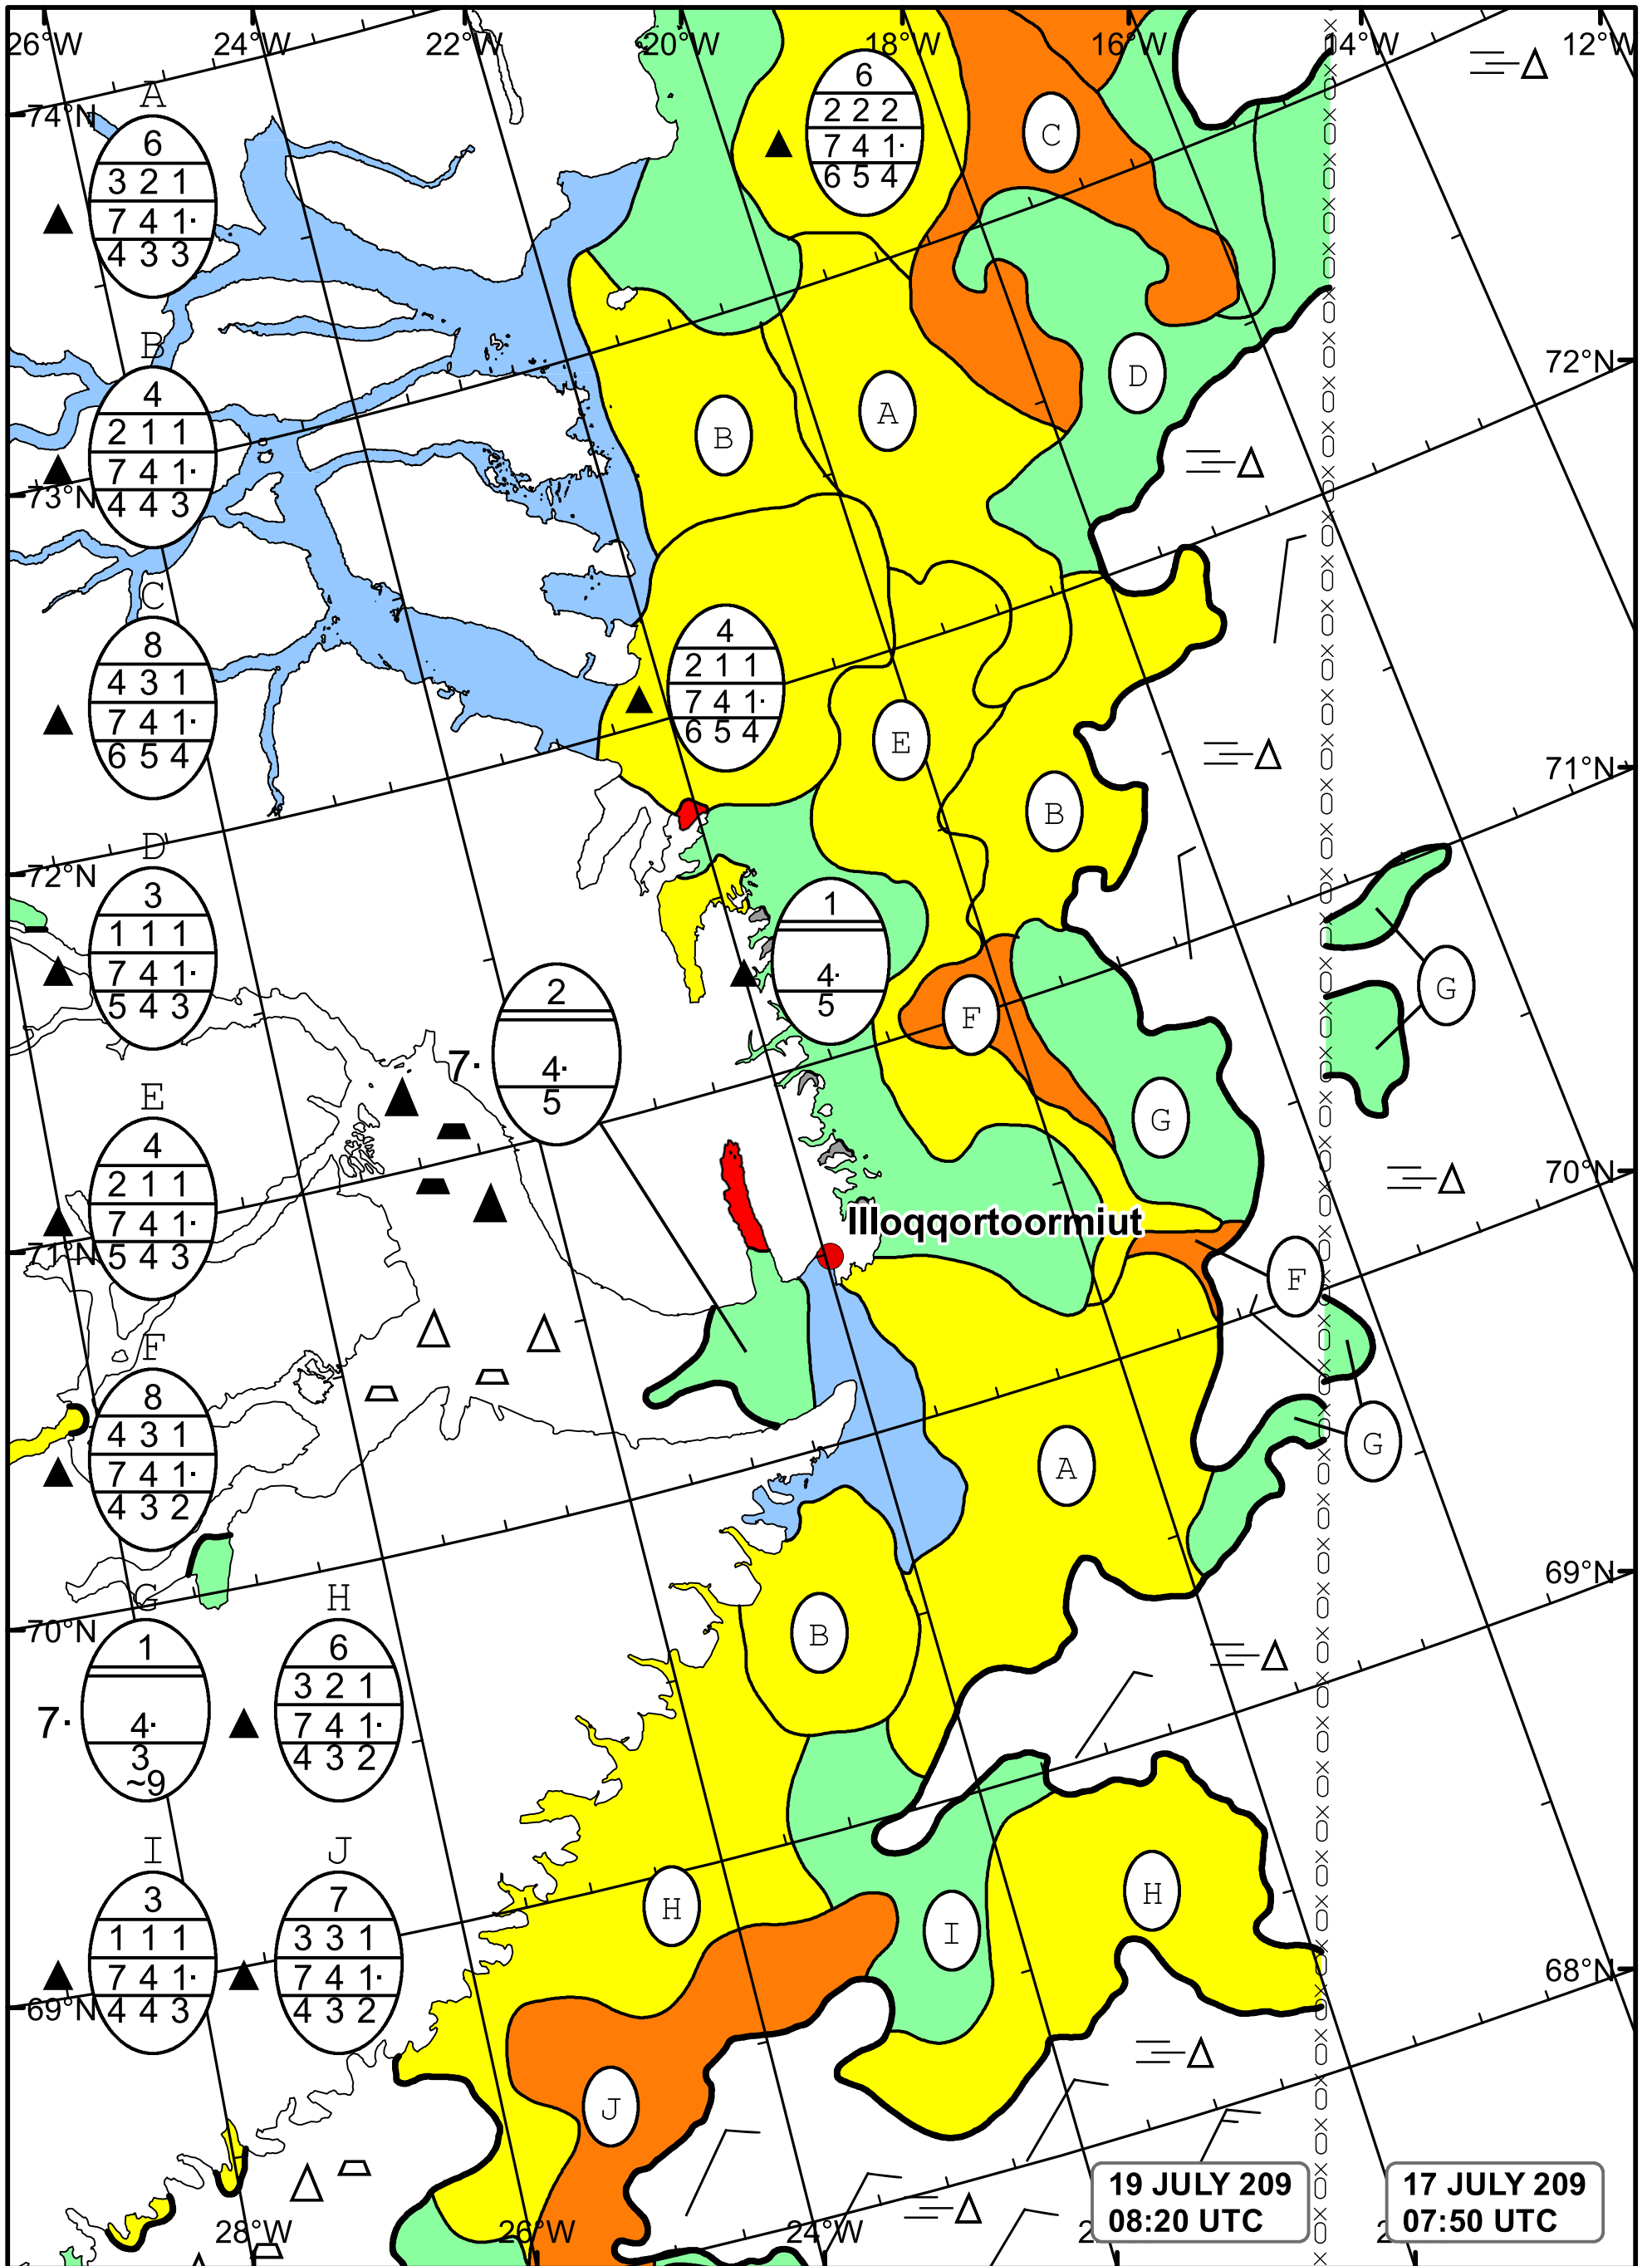 26°W 24°W 22°W 20°W 18°W 16°W 14°W 12°W
74°N
A
6
3 2 1
7 4 1·
4 3 3
6
2 2 2
7 4 1·
6 5 4
C
B
4
2 1 1
7 4 1·
4 4 3
73°N
72°N
D
A
B
C
8
4 3 1
7 4 1·
6 5 4
4
2 1 1
7 4 1·
6 5 4
E
B
71°N
D
3
1 1 1
7 4 1·
5 4 3
72°N
1
4·
5
2
7·
4·
5
F
G
G
E
4
2 1 1
7 4 1·
5 4 3
71°N
70°N
Illoqqortoormiut
F
F
8
4 3 1
7 4 1·
4 3 2
G
A
69°N
G
1
7·
4·
3
~9
H
6
3 2 1
7 4 1·
4 3 2
70°N
B
H
I
H
I
3
1 1 1
7 4 1·
4 4 3
J
7
3 3 1
7 4 1·
4 3 2
69°N
68°N
J
19 JULY 209
08:20 UTC
17 JULY 209
07:50 UTC
28°W 26°W 24°W